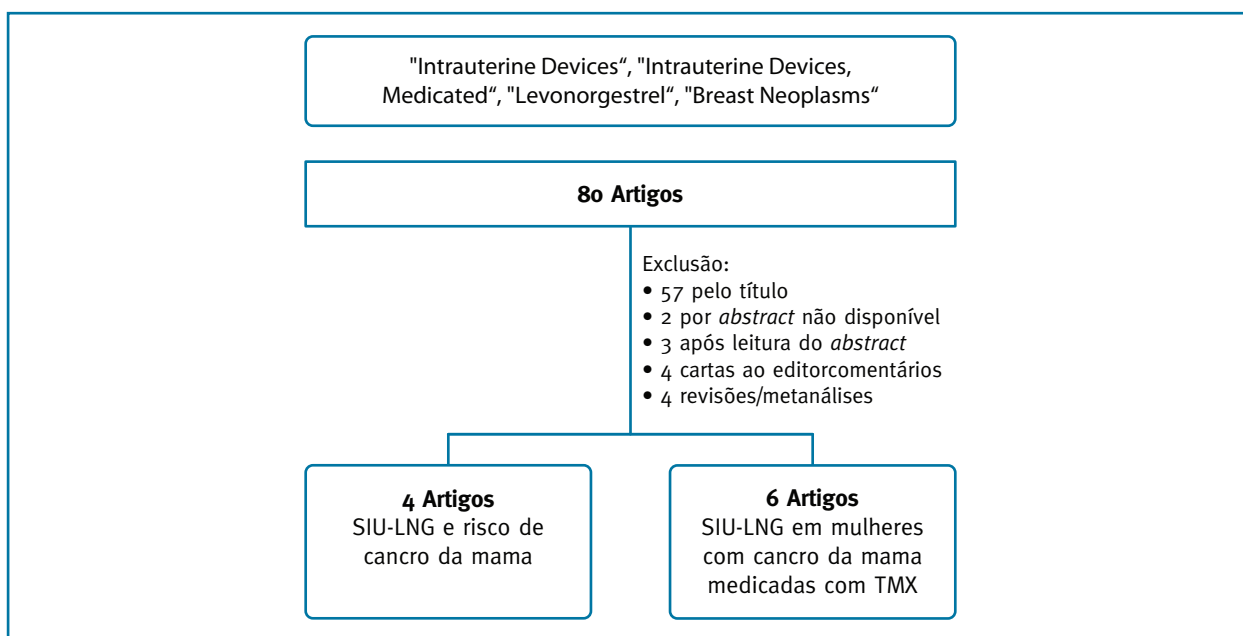 "Intrauterine Devices“, "Intrauterine Devices,
Medicated“, "Levonorgestrel“, "Breast Neoplasms“
80 Artigos
Exclusão:
• 57 pelo título
• 2 por abstract não disponível
• 3 após leitura do abstract
• 4 cartas ao editorcomentários
• 4 revisões/metanálises
4 Artigos
SIU-LNG e risco de
cancro da mama
6 Artigos
SIU-LNG em mulheres
com cancro da mama
medicadas com TMX